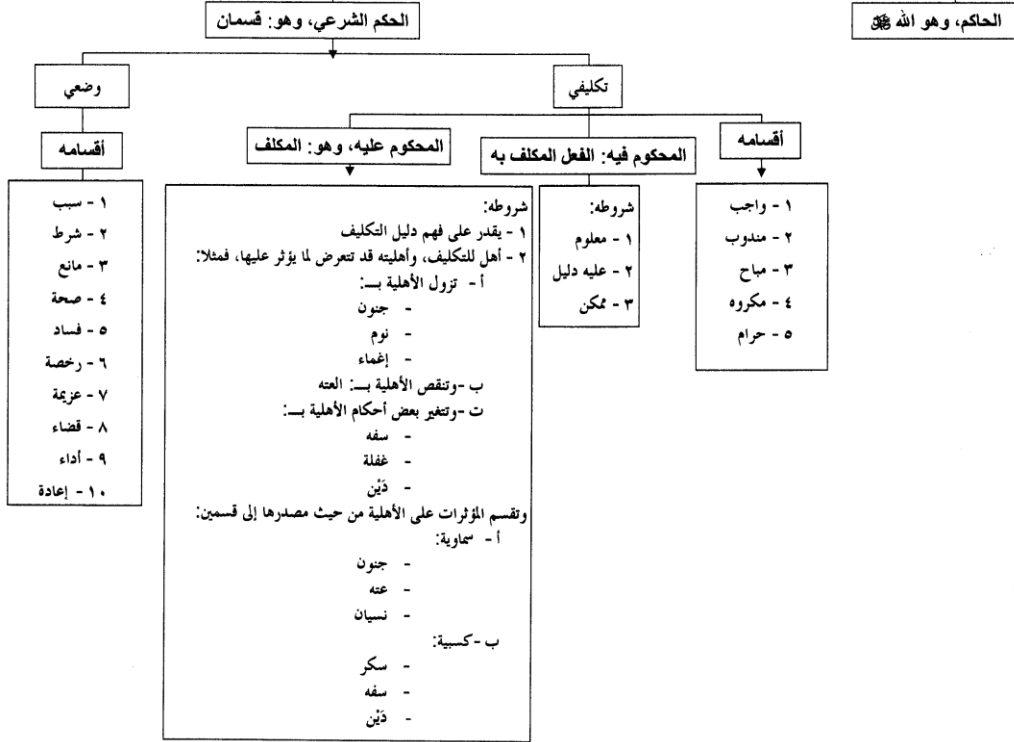 الحاكم، وهو الله ﷻ
الحكم الشرعي، وهو: قسمان
تكليفي
وضعي
أقسامه
١ - واجب
٢ - مندوب
٣ - مباح
٤ - مكروه
٥ - حرام
المحكوم فيه: الفعل المكلف به
شروطه:
١ - معلوم
٢ - عليه دليل
٣ - ممكن
المحكوم عليه، وهو: المكلف
شروطه:
١ - يقدر على فهم دليل التكليف
٢ - أهل للتكليف، وأهليته قد تتعرض لما يؤثر عليها، فمثلا:
أ - تزول الأهلية بـــ:
- جنون
- نوم
- إغماء
ب -وتنقص الأهلية بـــ: العته
ت -وتتغير بعض أحكام الأهلية بـــ:
- سفه
- غفلة
- دَيْن
وتقسم المؤثرات على الأهلية من حيث مصدرها إلى قسمين:
أ - سماوية:
- جنون
- عته
- نسيان
ب -كسبية:
- سكر
- سفه
- دَيْن
أقسامه
١ - سبب
٢ - شرط
٣ - مانع
٤ - صحة
٥ - فساد
٦ - رخصة
٧ - عزيمة
٨ - قضاء
٩ - أداء
١٠ - إعادة